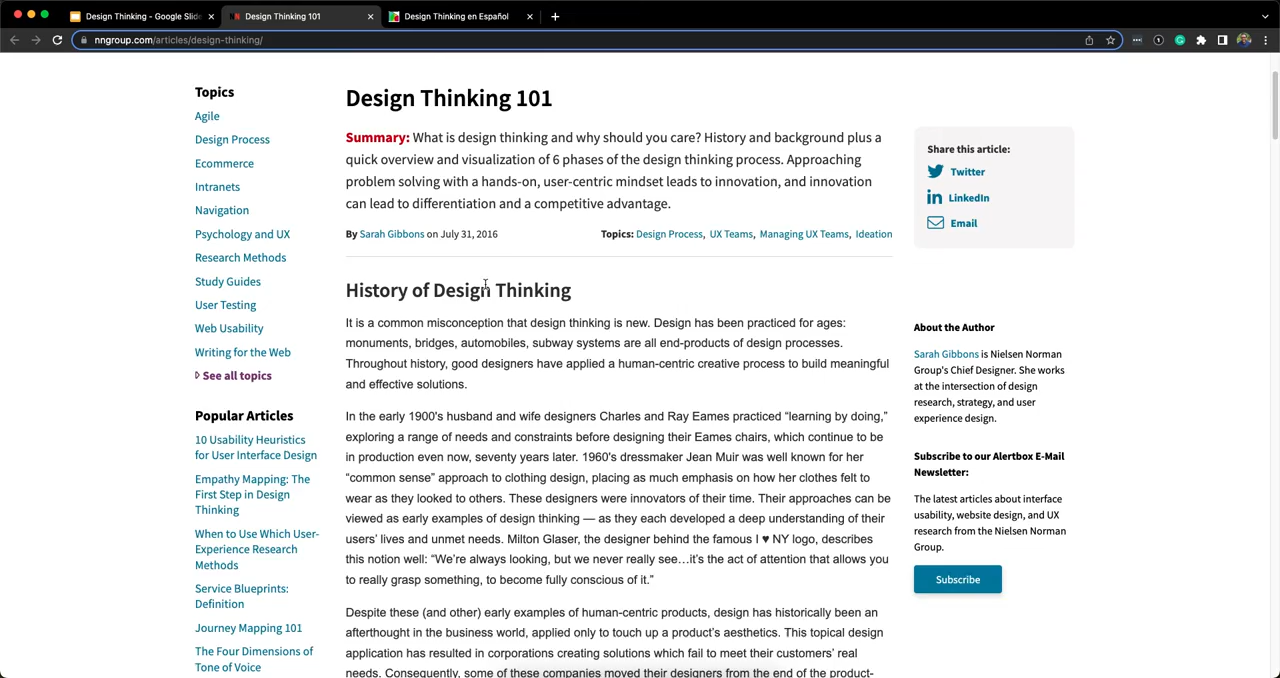 Design Thinking - Google Slide
Design Thinking 101
Design Thinking en Español
nngroup.com/articles/design-thinking/
Topics
Agile
Design Process
Ecommerce
Intranets
Navigation
Psychology and UX
Research Methods
Study Guides
User Testing
Web Usability
Writing for the Web
See all topics
Popular Articles
10 Usability Heuristics
for User Interface Design
Empathy Mapping: The
First Step in Design
Thinking
When to Use Which User-
Experience Research
Methods
Service Blueprints:
Definition
Journey Mapping 101
The Four Dimensions of
Tone of Voice
Design Thinking 101
Summary: What is design thinking and why should you care? History and background plus a
quick overview and visualization of 6 phases of the design thinking process. Approaching
problem solving with a hands-on, user-centric mindset leads to innovation, and innovation
can lead to differentiation and a competitive advantage.
By Sarah Gibbons on July 31, 2016
Topics: Design Process, UX Teams, Managing UX Teams, Ideation
History of Design Thinking
It is a common misconception that design thinking is new. Design has been practiced for ages:
monuments, bridges, automobiles, subway systems are all end-products of design processes.
Throughout history, good designers have applied a human-centric creative process to build meaningful
and effective solutions.
In the early 1900's husband and wife designers Charles and Ray Eames practiced “learning by doing,”
exploring a range of needs and constraints before designing their Eames chairs, which continue to be
in production even now, seventy years later. 1960's dressmaker Jean Muir was well known for her
“common sense” approach to clothing design, placing as much emphasis on how her clothes felt to
wear as they looked to others. These designers were innovators of their time. Their approaches can be
viewed as early examples of design thinking — as they each developed a deep understanding of their
users’ lives and unmet needs. Milton Glaser, the designer behind the famous I ♥ NY logo, describes
this notion well: “We’re always looking, but we never really see…it’s the act of attention that allows you
to really grasp something, to become fully conscious of it.”
Despite these (and other) early examples of human-centric products, design has historically been an
afterthought in the business world, applied only to touch up a product’s aesthetics. This topical design
application has resulted in corporations creating solutions which fail to meet their customers’ real
needs. Consequently, some of these companies moved their designers from the end of the product-
Share this article:
Twitter
LinkedIn
Email
About the Author
Sarah Gibbons is Nielsen Norman
Group's Chief Designer. She works
at the intersection of design
research, strategy, and user
experience design.
Subscribe to our Alertbox E-Mail
Newsletter:
The latest articles about interface
usability, website design, and UX
research from the Nielsen Norman
Group.
Subscribe